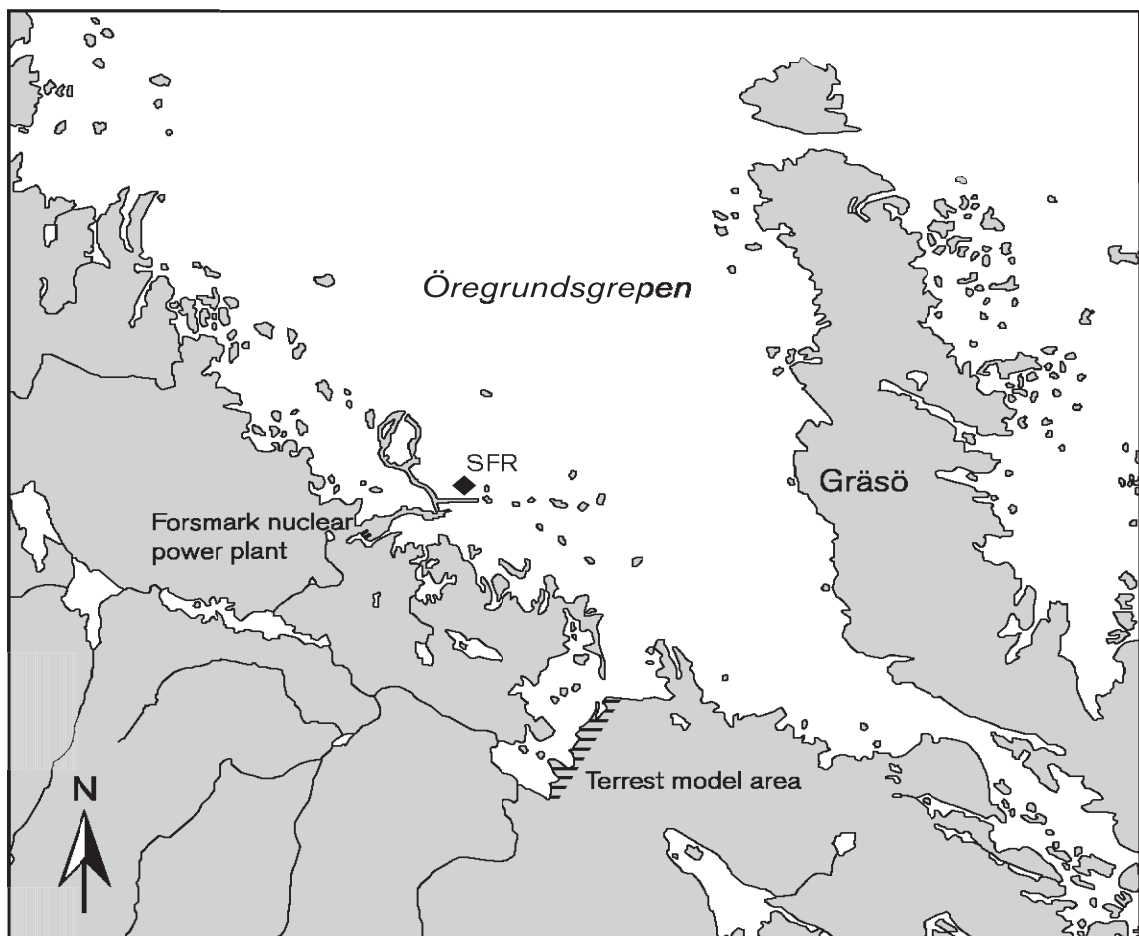 Öregrundsgrepen
SFR
Gräsö
Forsmark nuclear
power plant
Terrest model area
N